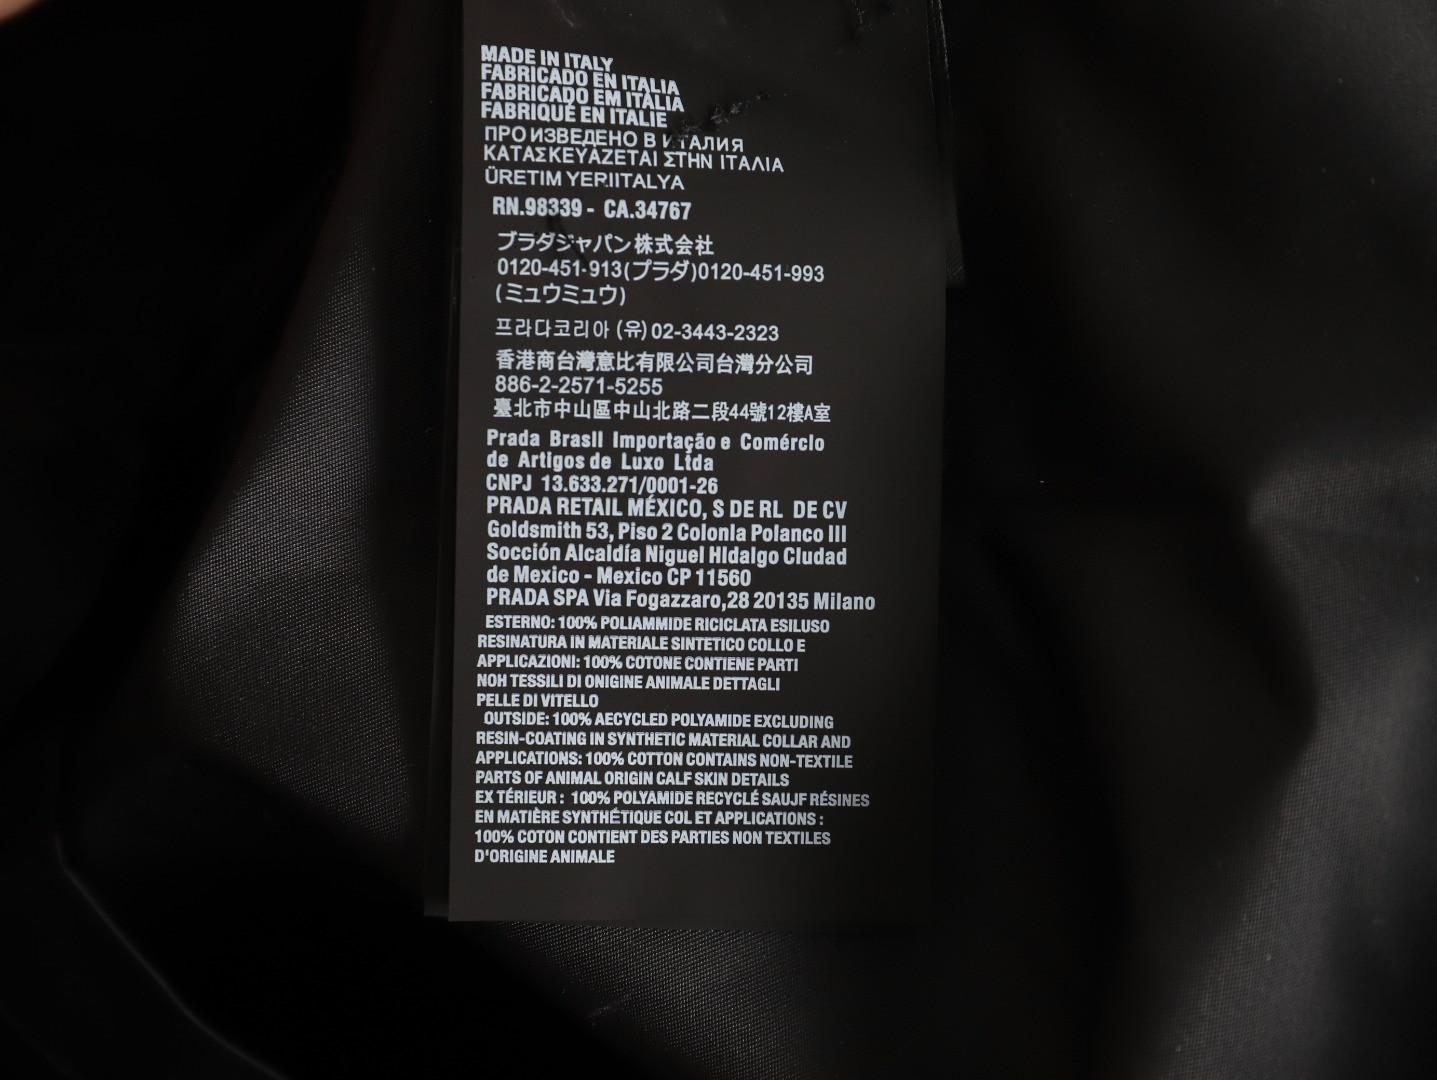 MADE IN ITALY
FABRICADO EN ITALIA
FABRICADO EM ITÀLIA
FABRIQUÉ EN ITALIE
ПРОИЗВЕДЕНО В ИТАЛИЯ
ΚΑΤΑΣΚΕΥΑΖΕΤΑΙ ΣΤΗΝ ΙΤΑΛΙΑ
ÜRETIM YERIITALYA
RN.98339 - CA.34767
プラダジャパン株式会社
0120-451-913(プラダ)0120-451-993
(ミュウミュウ)
프라다코리아 (유) 02-3443-2323
香港商台灣意比有限公司台灣分公司
886-2-2571-5255
臺北市中山區中山北路二段44號12樓A室
Prada Brasll Importação e Comérclo
de Artlgos de Luxo Ltda
CNPJ 13.633.271/0001-26
PRADA RETAIL MÉXICO, S DE RL DE CV
Goldsmith 53, Piso 2 Colonla Polanco III
Socción Alcaldía Niguel HIdalgo Cludad
de Mexico - Mexico CP 11560
PRADA SPA Via Fogazzaro,28 20135 Milano
ESTERNO: 100% POLIAMMIDE RICICLATA ESILUSO
RESINATURA IN MATERIALE SINTETICO COLLO E
APPLICAZIONI: 100% COTONE CONTIENE PARTI
NOH TESSILI DI ONIGINE ANIMALE DETTAGLI
PELLE DI VITELLO
OUTSIDE: 100% AECYCLED POLYAMIDE EXCLUDING
RESIN-COATING IN SYNTHETIC MATERIAL COLLAR AND
APPLICATIONS: 100% COTTON CONTAINS NON-TEXTILE
PARTS OF ANIMAL ORIGIN CALF SKIN DETAILS
EX TÉRIEUR : 100% POLYAMIDE RECYCLÉ SAUJF RÉSINES
EN MATIÈRE SYNTHÉTIQUE COL ET APPLICATIONS :
100% COTON CONTIENT DES PARTIES NON TEXTILES
D'ORIGINE ANIMALE